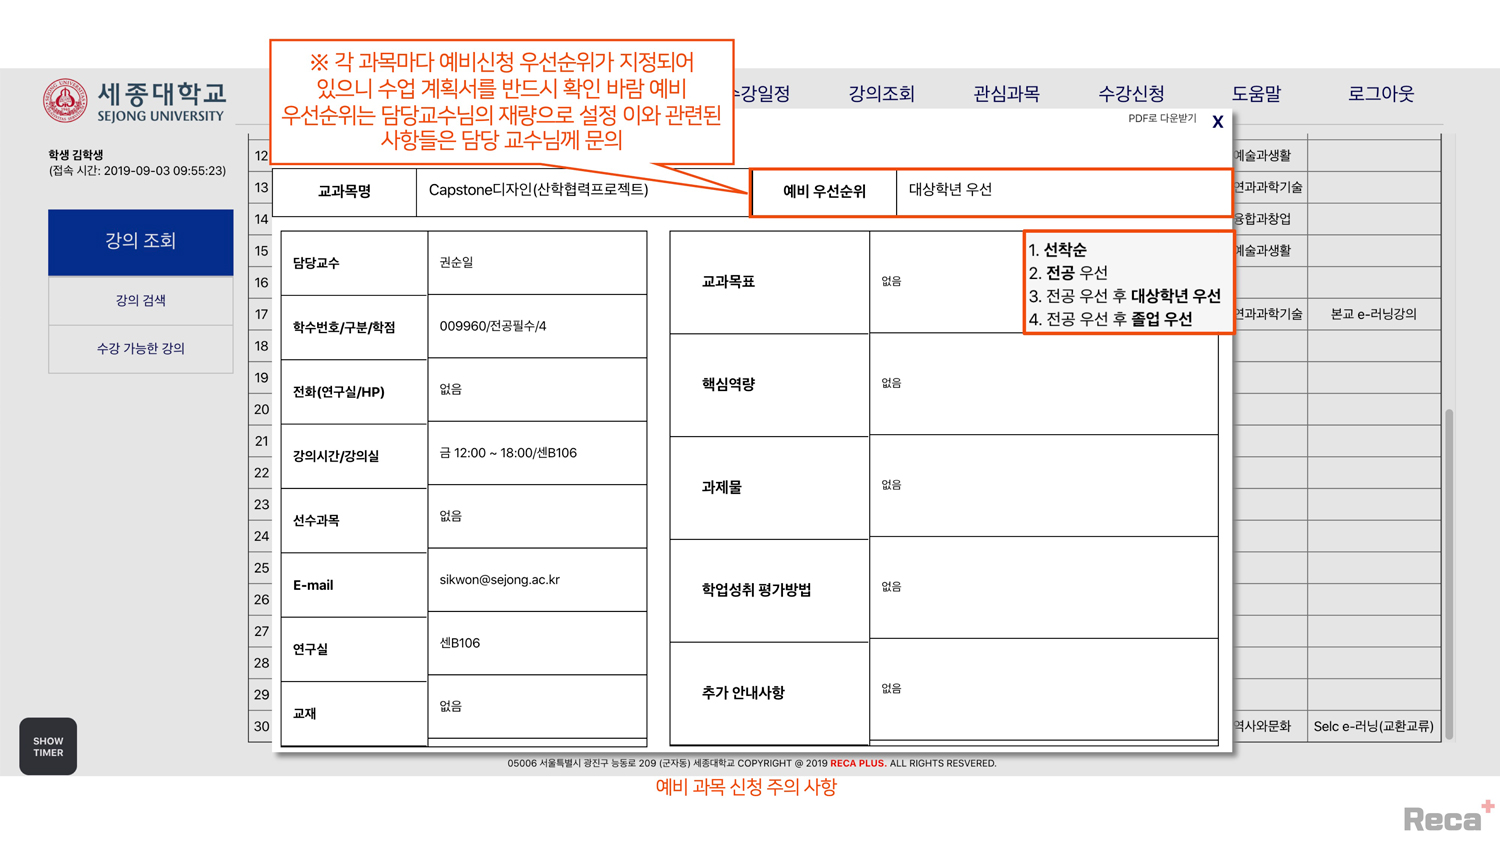 ※ 각 과목마다 예비신청 우선순위가 지정되어
있으니 수업 계획서를 반드시 확인 바람 예비
우선순위는 담당교수님의 재량으로 설정 이와 관련된
사항들은 담당 교수님께 문의
세종대학교
SEJONG UNIVERSITY
수강일정 강의조회 관심과목 수강신청 도움말 로그아웃
PDF로 다운받기 X
학생 김학생
(접속 시간: 2019-09-03 09:55:23)
강의 조회
강의 검색
수강 가능한 강의
12
13
14
15
16
17
18
19
20
21
22
23
24
25
26
27
28
29
30
교과목명 Capstone디자인(산학협력프로젝트) 예비 우선순위 대상학년 우선
담당교수 권순일
학수번호/구분/학점 009960/전공필수/4
전화(연구실/HP) 없음
강의시간/강의실 금 12:00 ~ 18:00/센B106
선수과목 없음
E-mail sikwon@sejong.ac.kr
연구실 센B106
교재 없음
교과목표 없음
핵심역량 없음
과제물 없음
학업성취 평가방법 없음
추가 안내사항 없음
1. 선착순
2. 전공 우선
3. 전공 우선 후 대상학년 우선
4. 전공 우선 후 졸업 우선
예술과생활
연과과학기술
융합과창업
예술과생활
연과과학기술 본교 e-러닝강의
역사와문화 Selc e-러닝(교환교류)
SHOW
TIMER
05006 서울특별시 광진구 능동로 209 (군자동) 세종대학교 COPYRIGHT @ 2019 RECA PLUS. ALL RIGHTS RESVERED.
예비 과목 신청 주의 사항
Reca+